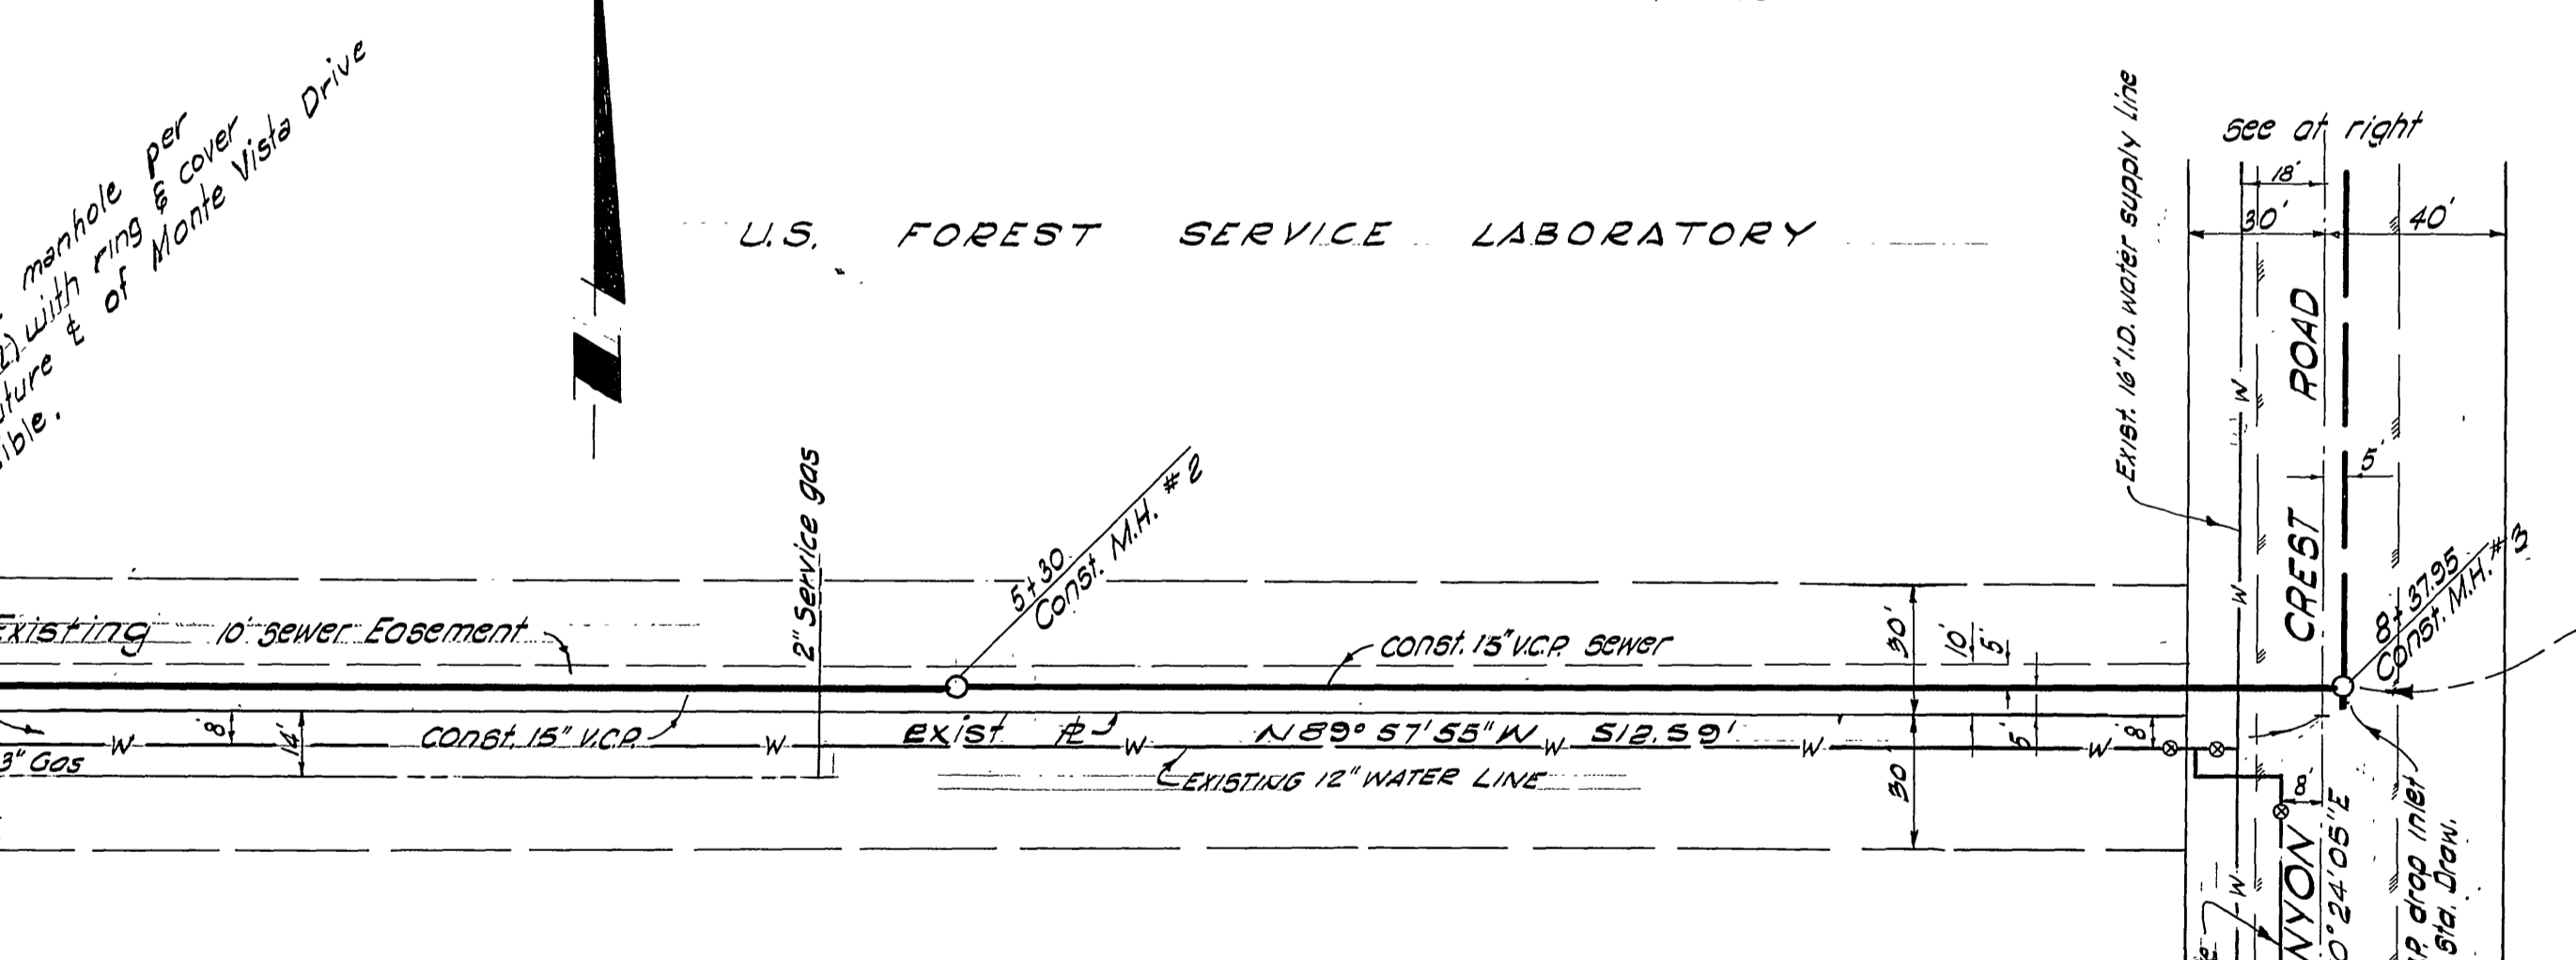 manhole per
with ring & cover
of Monte Vista Drive
see at right
18'
30'
40'
Exist. 16" I.D. water supply line
U.S. FOREST SERVICE LABORATORY
CREST ROAD
5'
2" Service gas
5+30
Const. M.H. #2
8+37.95
Const. M.H. #3
Existing 10' sewer Easement
const. 15" V.C.P. sewer
30'
10'
5'
8'
14'
const. 15" V.C.P.
exist ⅊
N 89° 57' 55" W 512.59'
5'
8'
W W W W W W
3" Gas
EXISTING 12" WATER LINE
30
8'
W
W
W
NYON
0° 24' 05" E
drop inlet
Std. Draw.